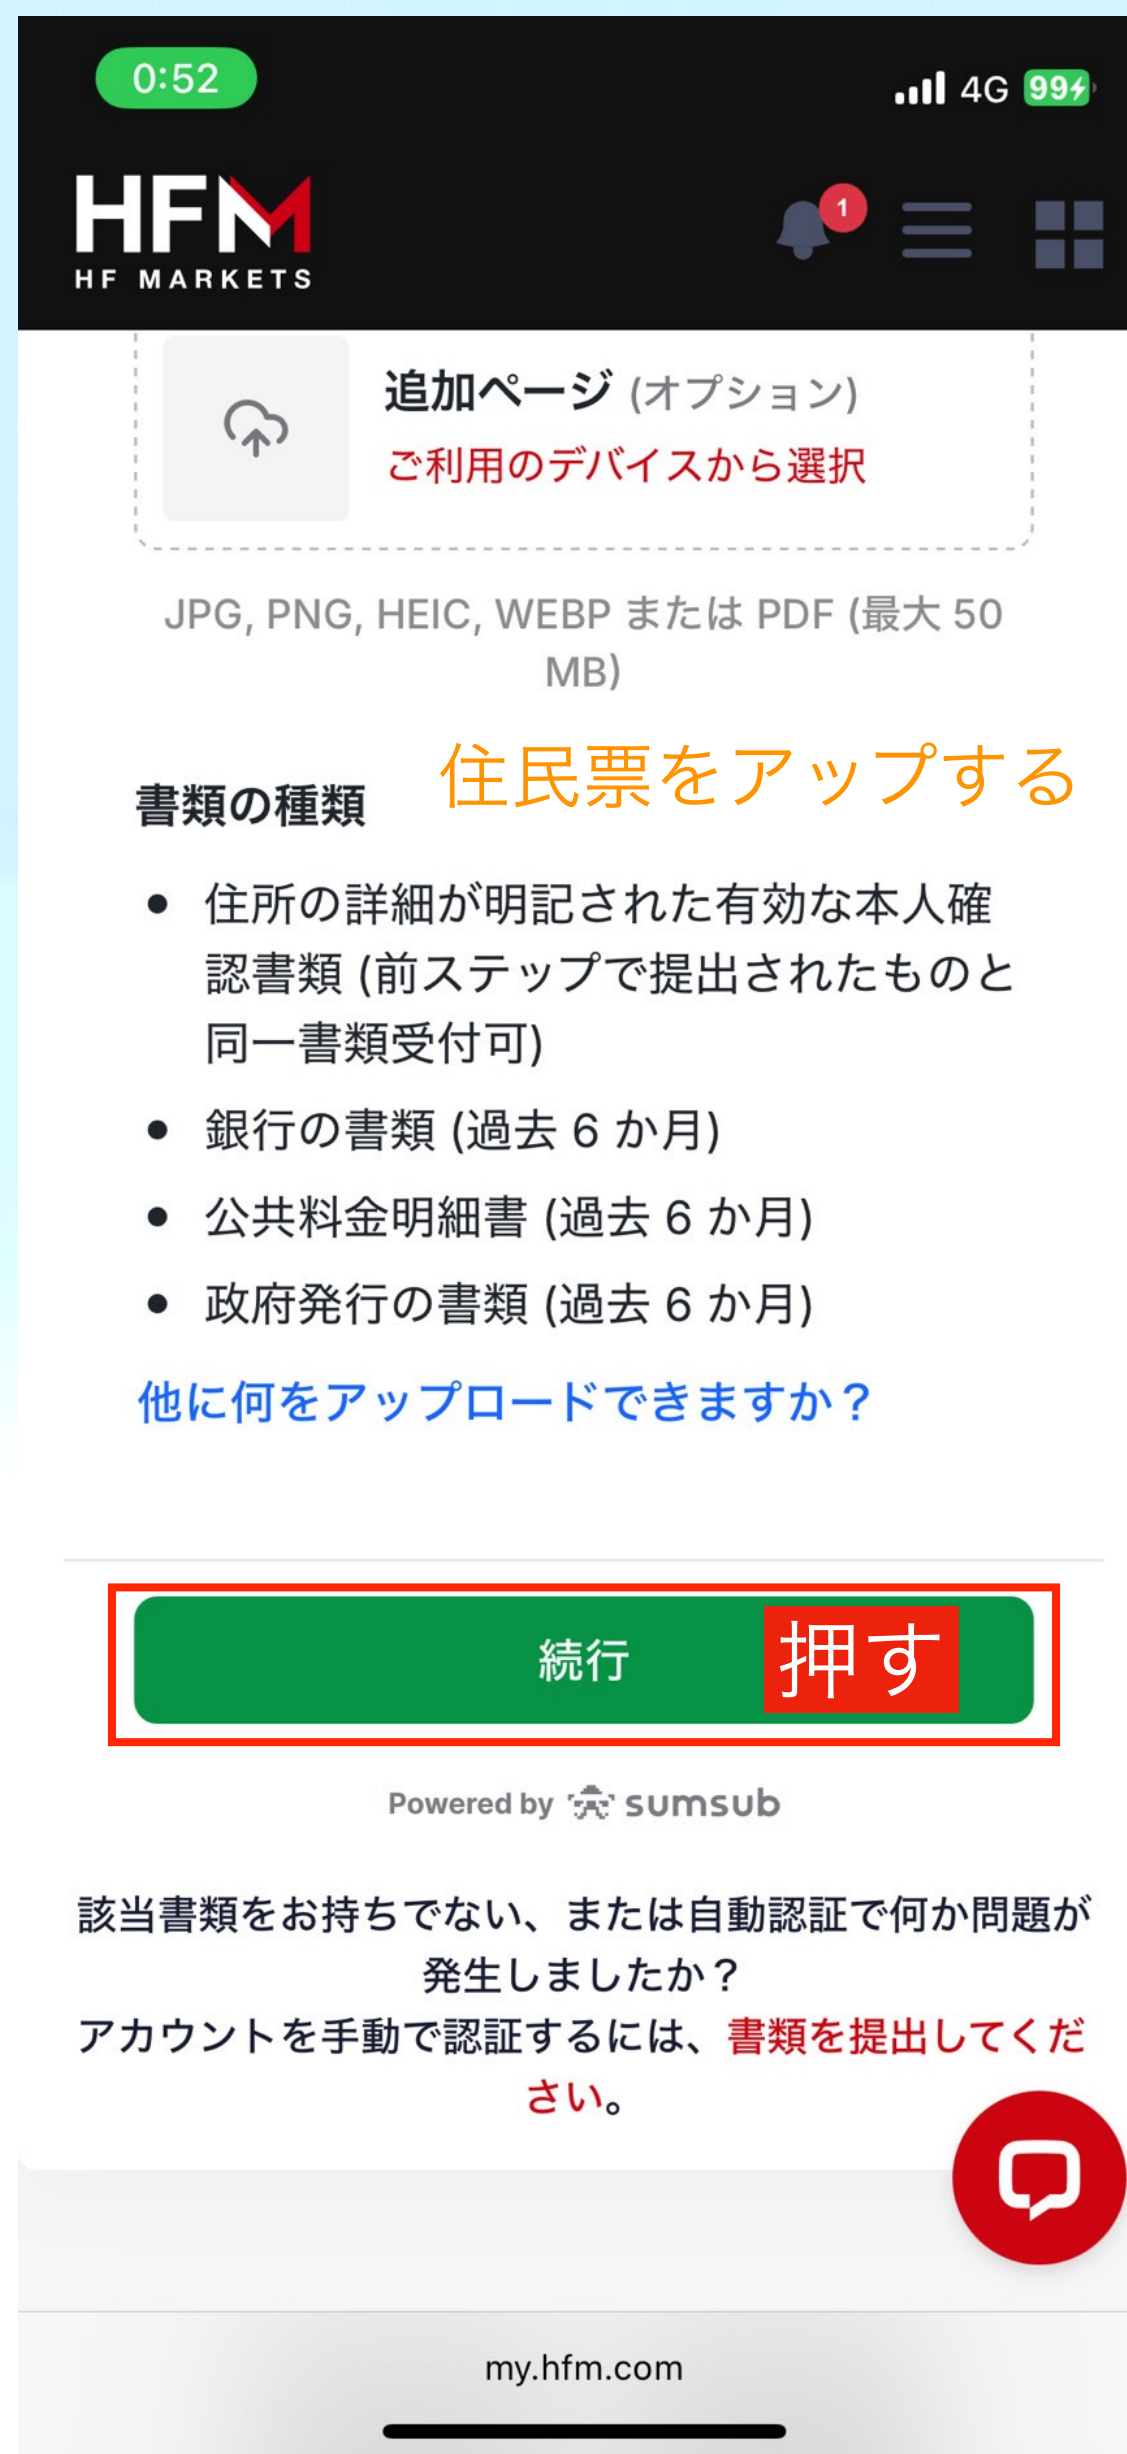 0:52
4G 99
HFM
1
HF MARKETS
追加ページ (オプション)
ご利用のデバイスから選択
JPG, PNG, HEIC, WEBP または PDF (最大 50
MB)
住民票をアップする
書類の種類
• 住所の詳細が明記された有効な本人確
認書類 (前ステップで提出されたものと
同一書類受付可)
• 銀行の書類 (過去 6 か月)
• 公共料金明細書 (過去 6 か月)
• 政府発行の書類 (過去 6 か月)
他に何をアップロードできますか？
続行
押す
Powered by sumsub
該当書類をお持ちでない、または自動認証で何か問題が
発生しましたか？
アカウントを手動で認証するには、書類を提出してくだ
さい。
my.hfm.com